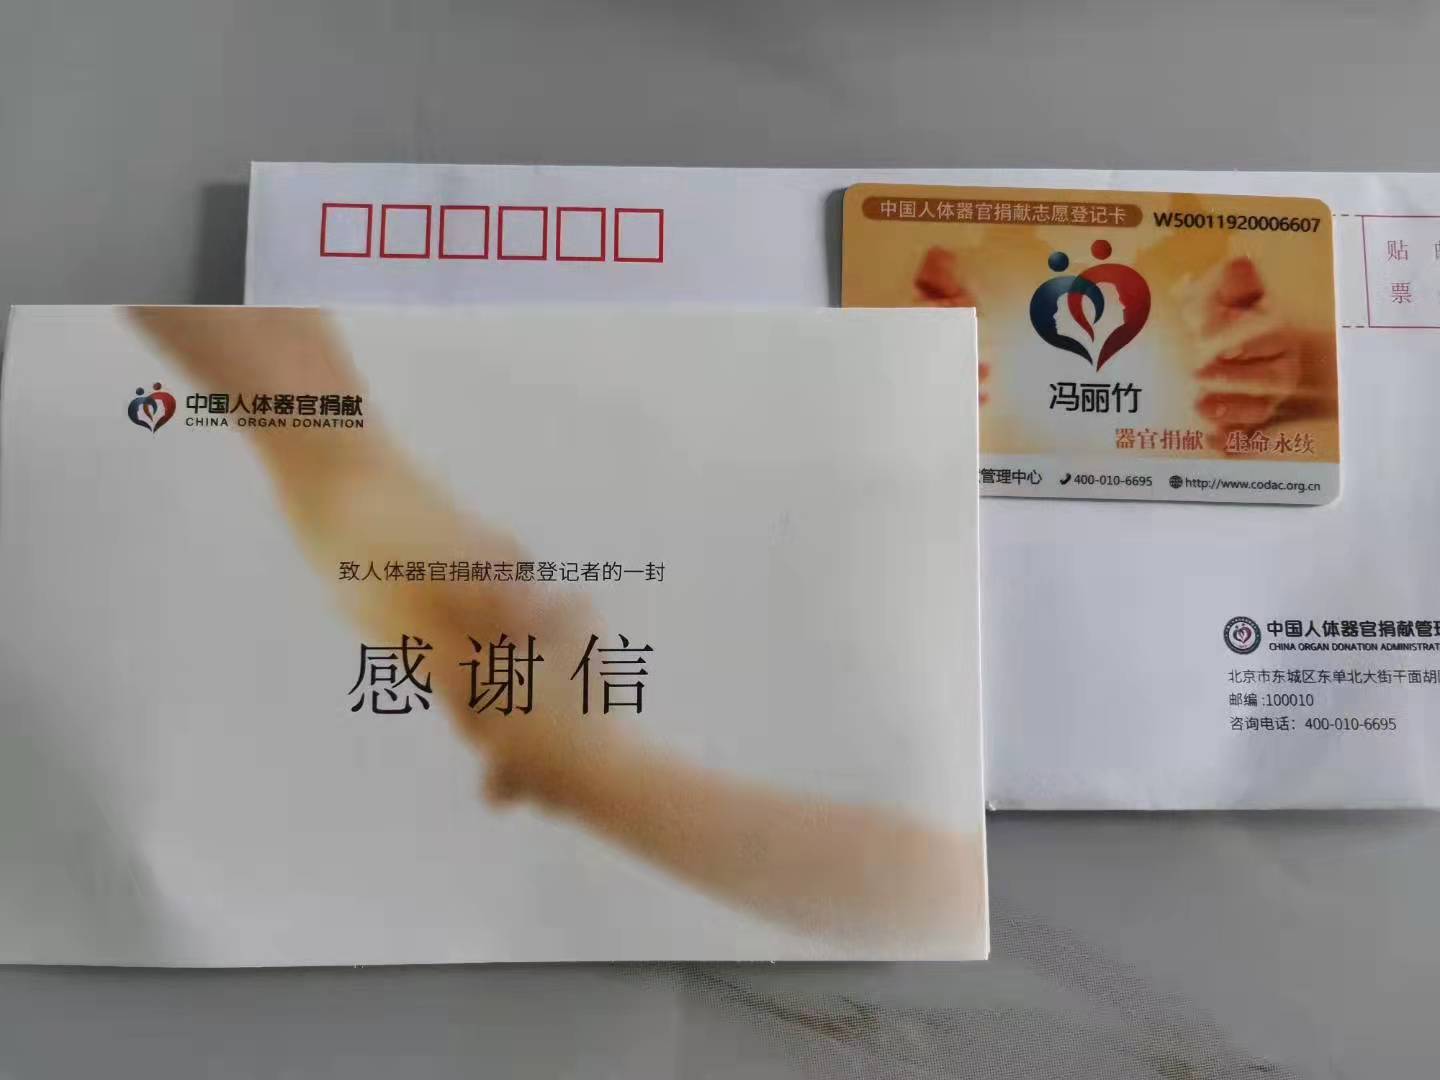 中国人体器官捐献志愿登记卡
W50011920006607
贴
票
冯丽竹
器官捐献 生命永续
管理中心 400-010-6695 http://www.codac.org.cn
中国人体器官捐献
CHINA ORGAN DONATION
致人体器官捐献志愿登记者的一封
感谢信
中国人体器官捐献管
CHINA ORGAN DONATION ADMINISTRAT
北京市东城区东单北大街干面胡
邮编:100010
咨询电话：400-010-6695